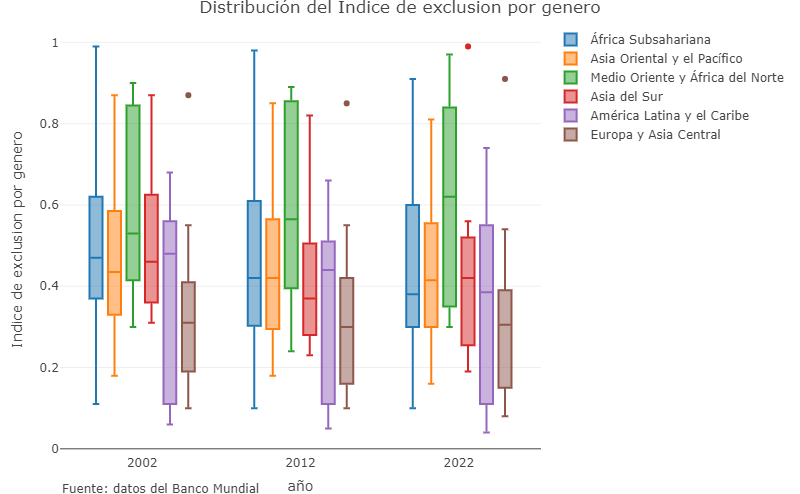 Distribución del Indice de exclusion por genero
Indice de exclusion por genero
1
0.8
0.6
0.4
0.2
0
2002
2012
2022
año
Fuente: datos del Banco Mundial
África Subsahariana
Asia Oriental y el Pacífico
Medio Oriente y África del Norte
Asia del Sur
América Latina y el Caribe
Europa y Asia Central